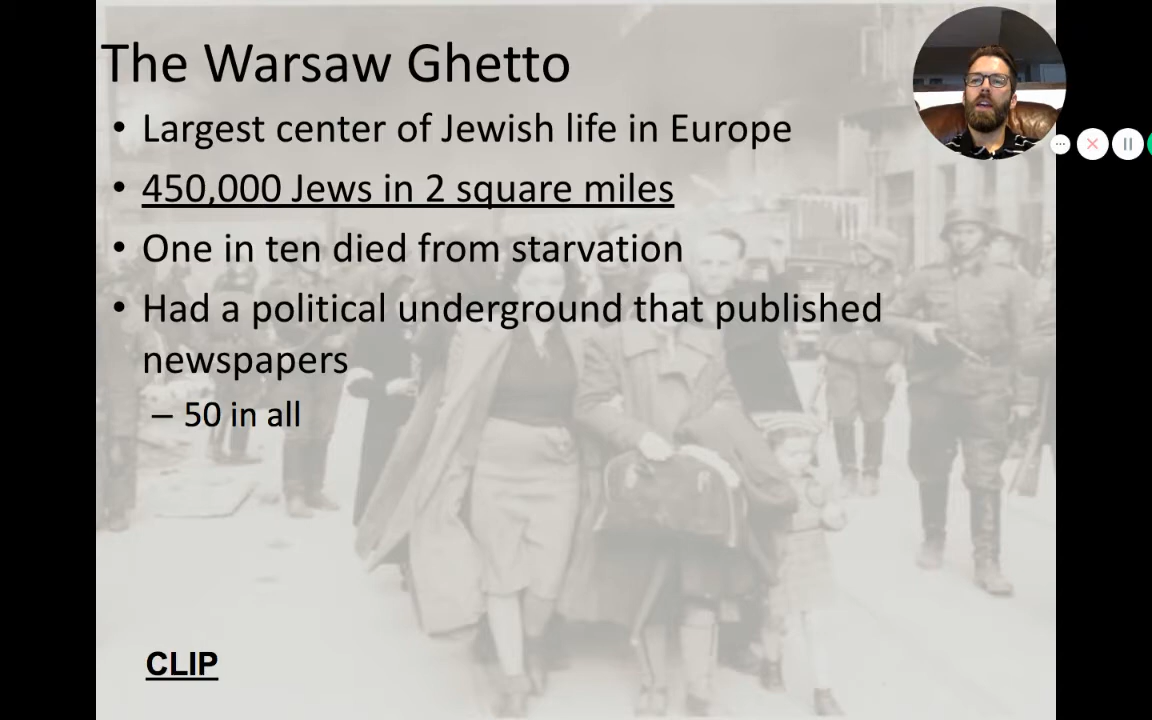 The Warsaw Ghetto
• Largest center of Jewish life in Europe
• 450,000 Jews in 2 square miles
• One in ten died from starvation
• Had a political underground that published
newspapers
– 50 in all
CLIP